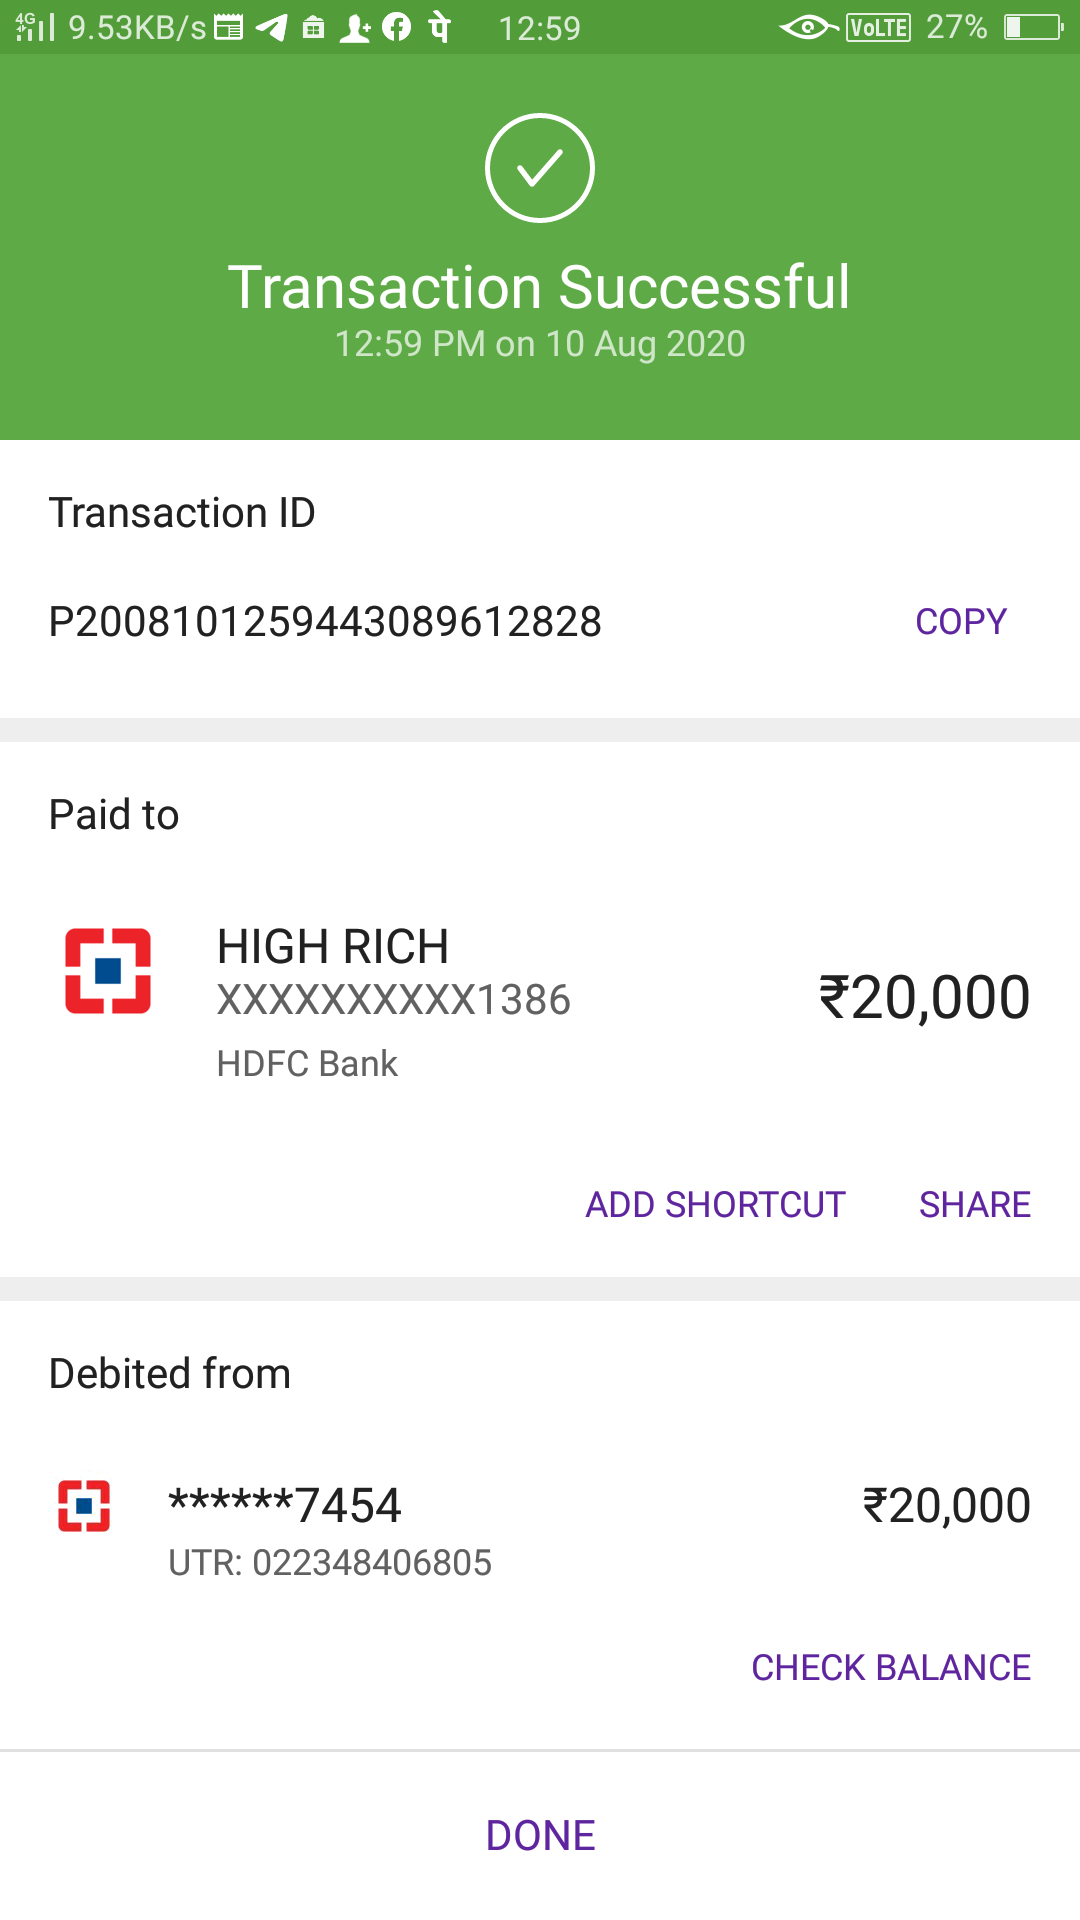 4G 9.53KB/s पे 12:59 VoLTE 27%
Transaction Successful
12:59 PM on 10 Aug 2020
Transaction ID
P2008101259443089612828 COPY
Paid to
HIGH RICH
XXXXXXXXXX1386
₹20,000
HDFC Bank
ADD SHORTCUT SHARE
Debited from
******7454 ₹20,000
UTR: 022348406805
CHECK BALANCE
DONE